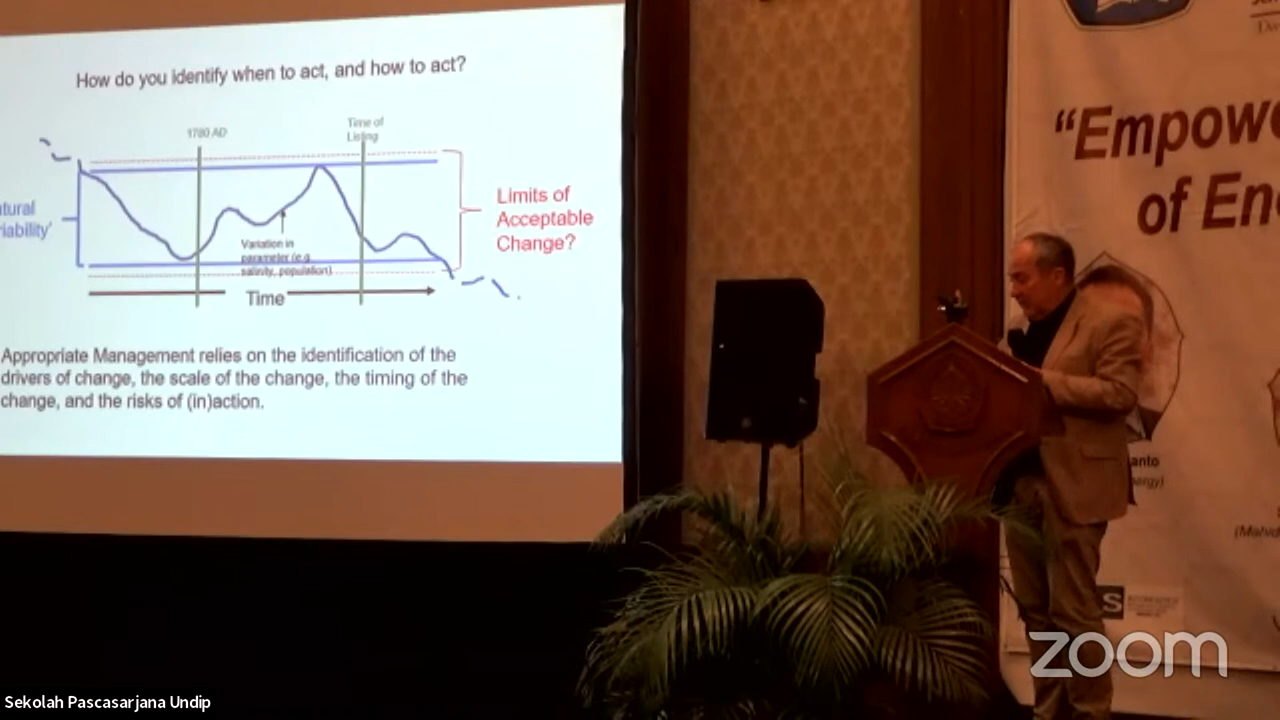 How do you identify when to act, and how to act?
1780 AD
Time of
Listing
Limits of
Acceptable
Change?
Variation in
parameter (e.g.
salinity, population)
Time
Appropriate Management relies on the identification of the
drivers of change, the scale of the change, the timing of the
change, and the risks of (in)action.
“Empowe
of En
anto
Sekolah Pascasarjana Undip
zoom